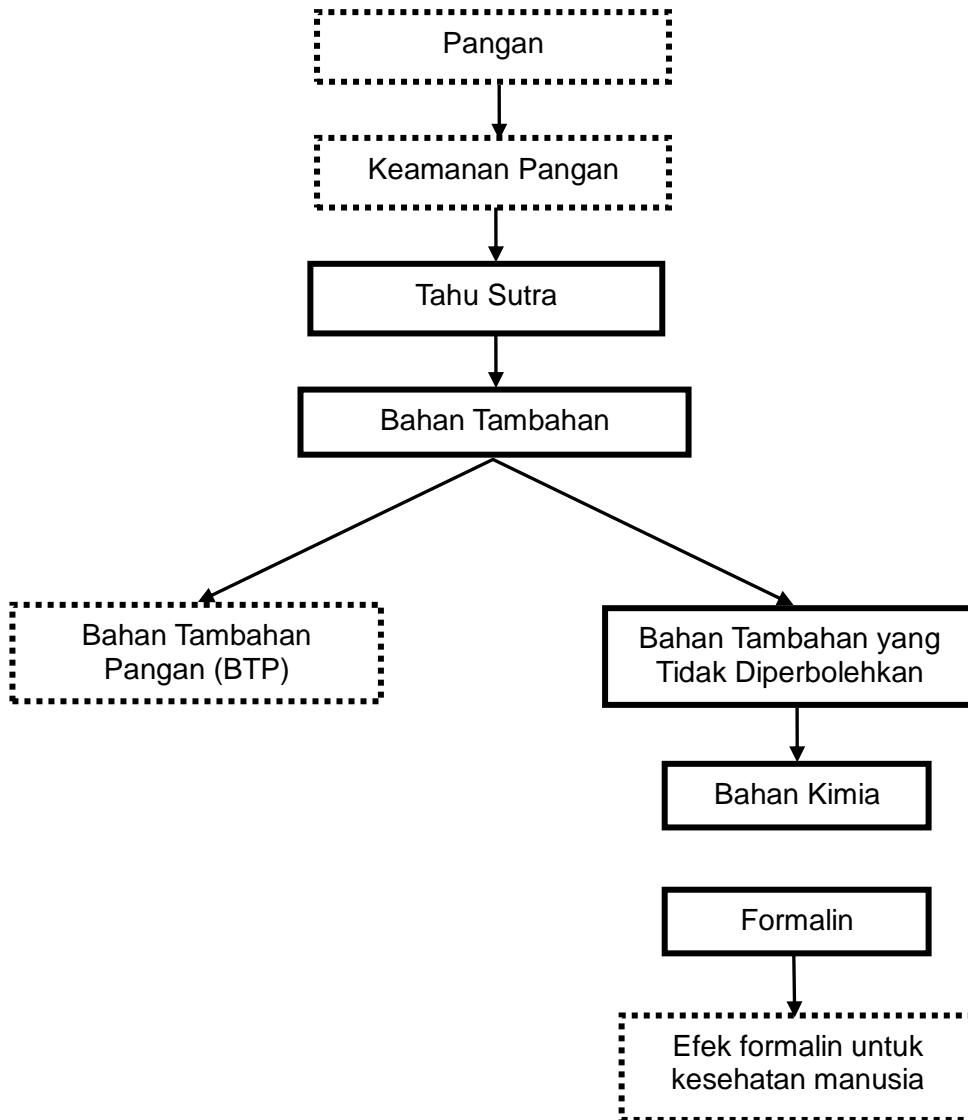 Pangan
Keamanan Pangan
Tahu Sutra
Bahan Tambahan
Bahan Tambahan
Pangan (BTP)
Bahan Tambahan yang
Tidak Diperbolehkan
Bahan Kimia
Formalin
Efek formalin untuk
kesehatan manusia